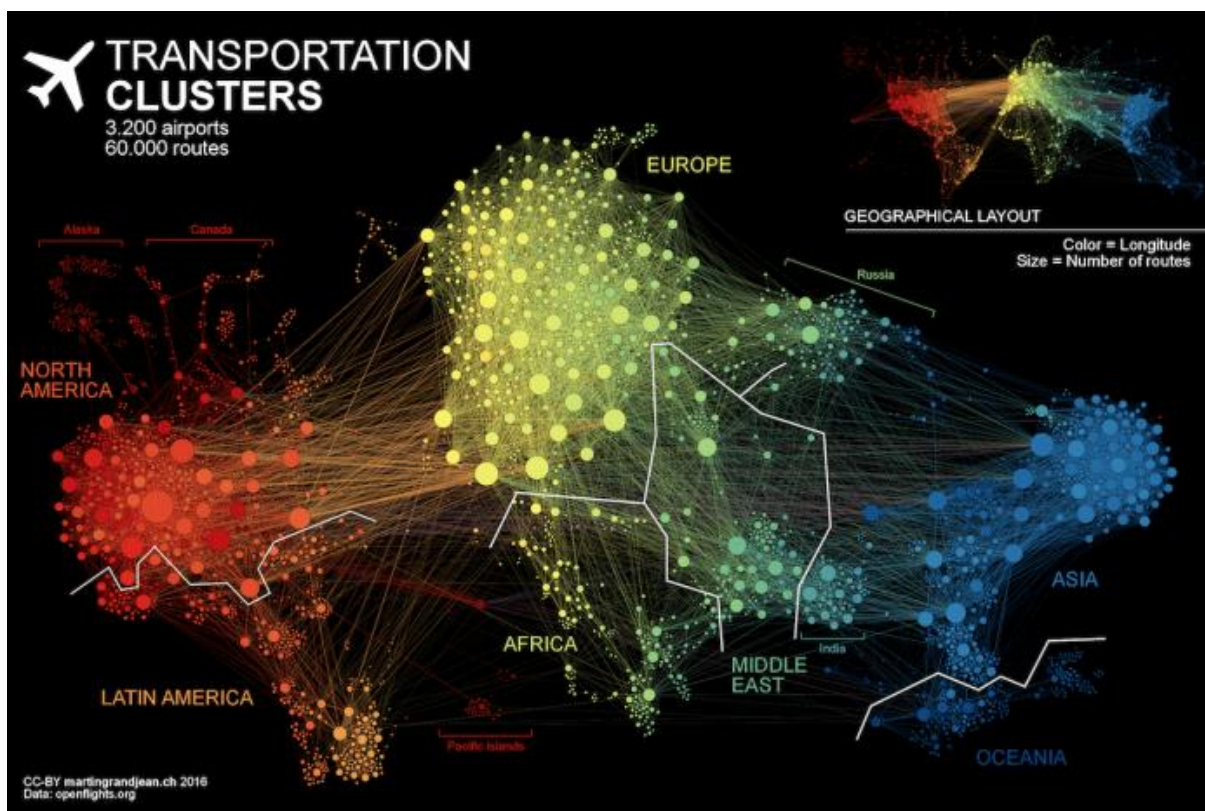 TRANSPORTATION
CLUSTERS
3.200 airports
60.000 routes
EUROPE
GEOGRAPHICAL LAYOUT
Color = Longitude
Size = Number of routes
Alaska
Canada
Russia
NORTH
AMERICA
ASIA
AFRICA
India
MIDDLE
EAST
LATIN AMERICA
Pacific Islands
OCEANIA
CC-BY martingrandjean.ch 2016
Data: openflights.org